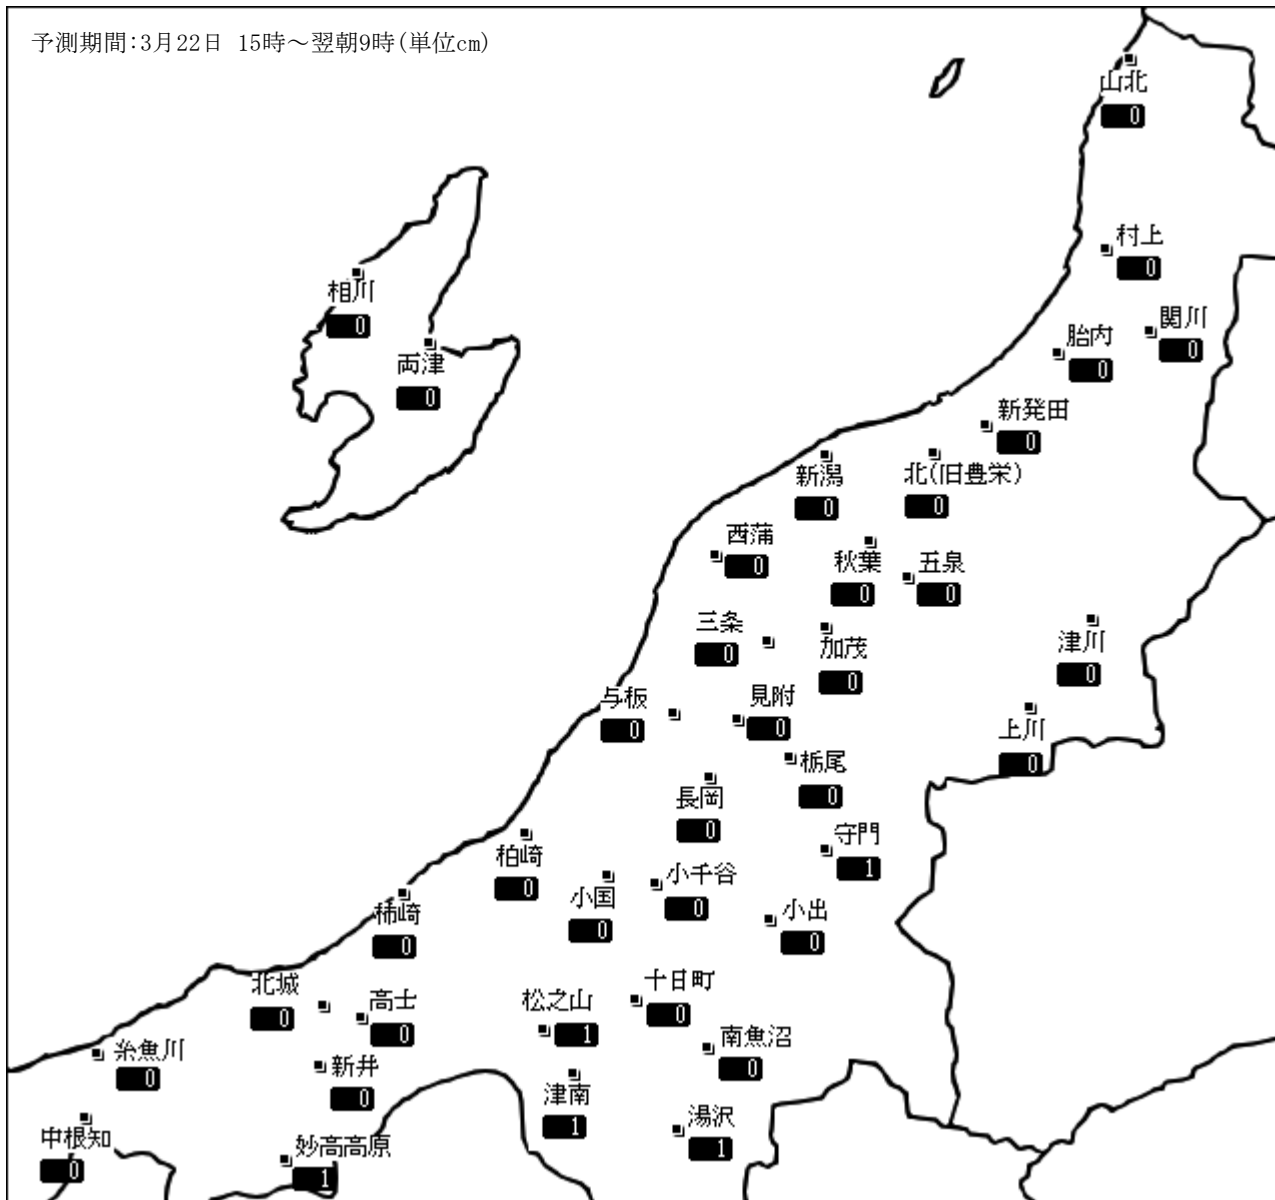 予測期間:3月22日 15時～翌朝9時(単位cm)
山北
0
村上
0
相川
0
関川
0
胎内
0
両津
0
新発田
0
新潟
0
北(旧豊栄)
0
西蒲
0
秋葉
0
五泉
0
三条
0
加茂
0
津川
0
与板
0
見附
0
上川
0
栃尾
0
長岡
0
守門
1
柏崎
0
小国
0
小千谷
0
小出
0
柿崎
0
北城
0
高士
0
松之山
1
十日町
0
南魚沼
0
糸魚川
0
新井
0
津南
1
湯沢
1
中根知
0
妙高高原
1